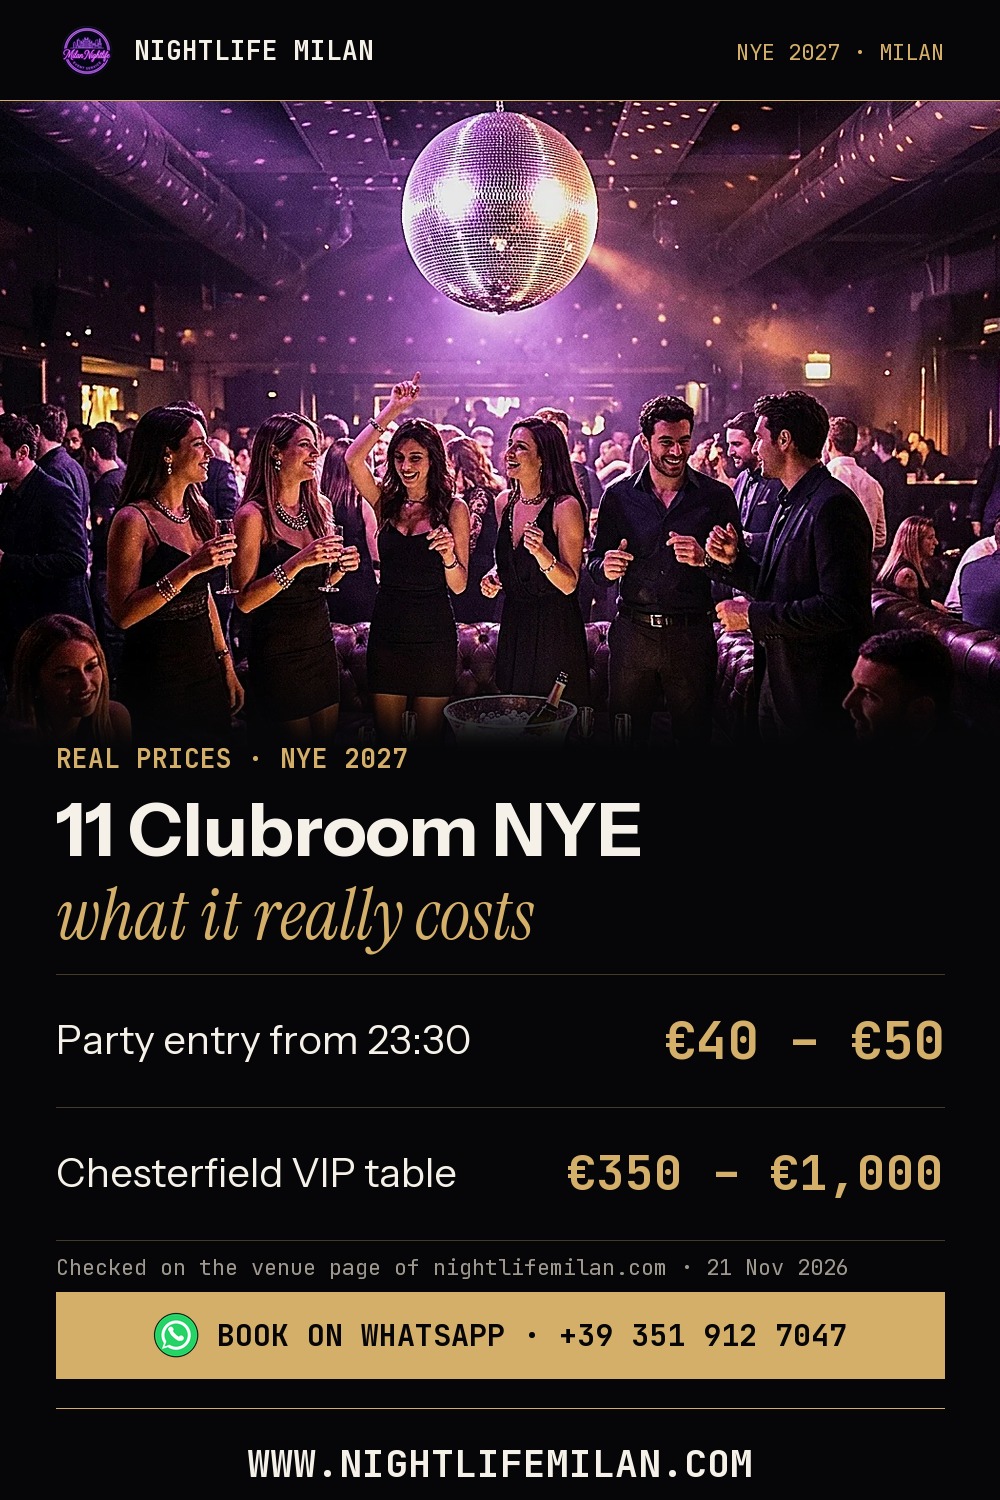 Milan Nightlife
NIGHTLIFE MILAN
NYE 2027 · MILAN
REAL PRICES · NYE 2027
11 Clubroom NYE
what it really costs
Party entry from 23:30
€40 – €50
Chesterfield VIP table
€350 – €1,000
Checked on the venue page of nightlifemilan.com · 21 Nov 2026
BOOK ON WHATSAPP · +39 351 912 7047
WWW.NIGHTLIFEMILAN.COM